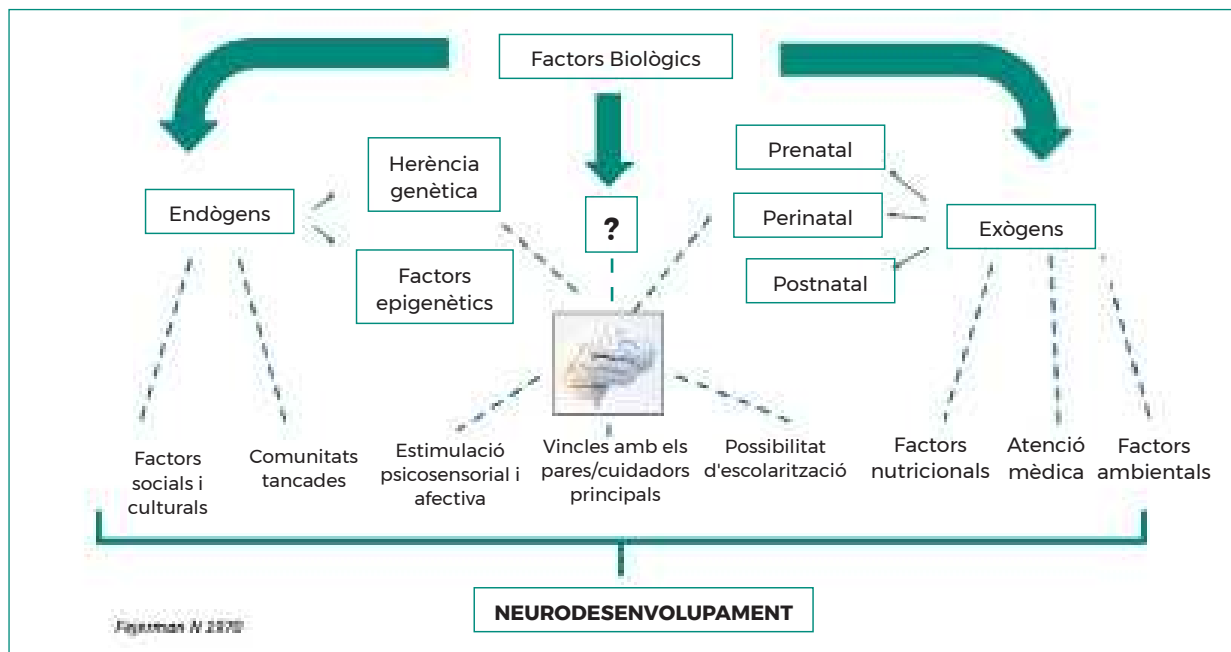 Factors Biològics
Prenatal
Herència
genètica
Endògens
?
Perinatal
Exògens
Factors
epigenètics
Postnatal
Factors
socials i
culturals
Comunitats
tancades
Estimulació
psicosensorial i
afectiva
Vincles amb els
pares/cuidadors
principals
Possibilitat
d'escolarització
Factors
nutricionals
Atenció
mèdica
Factors
ambientals
NEURODESENVOLUPAMENT
Fejerman N